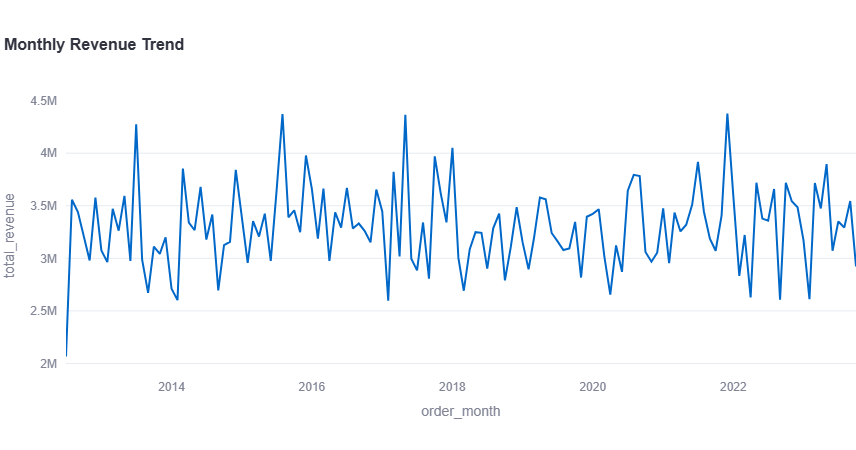 Monthly Revenue Trend
4.5M
4M
3.5M
3M
2.5M
2M
total_revenue
2014 2016 2018 2020 2022
order_month